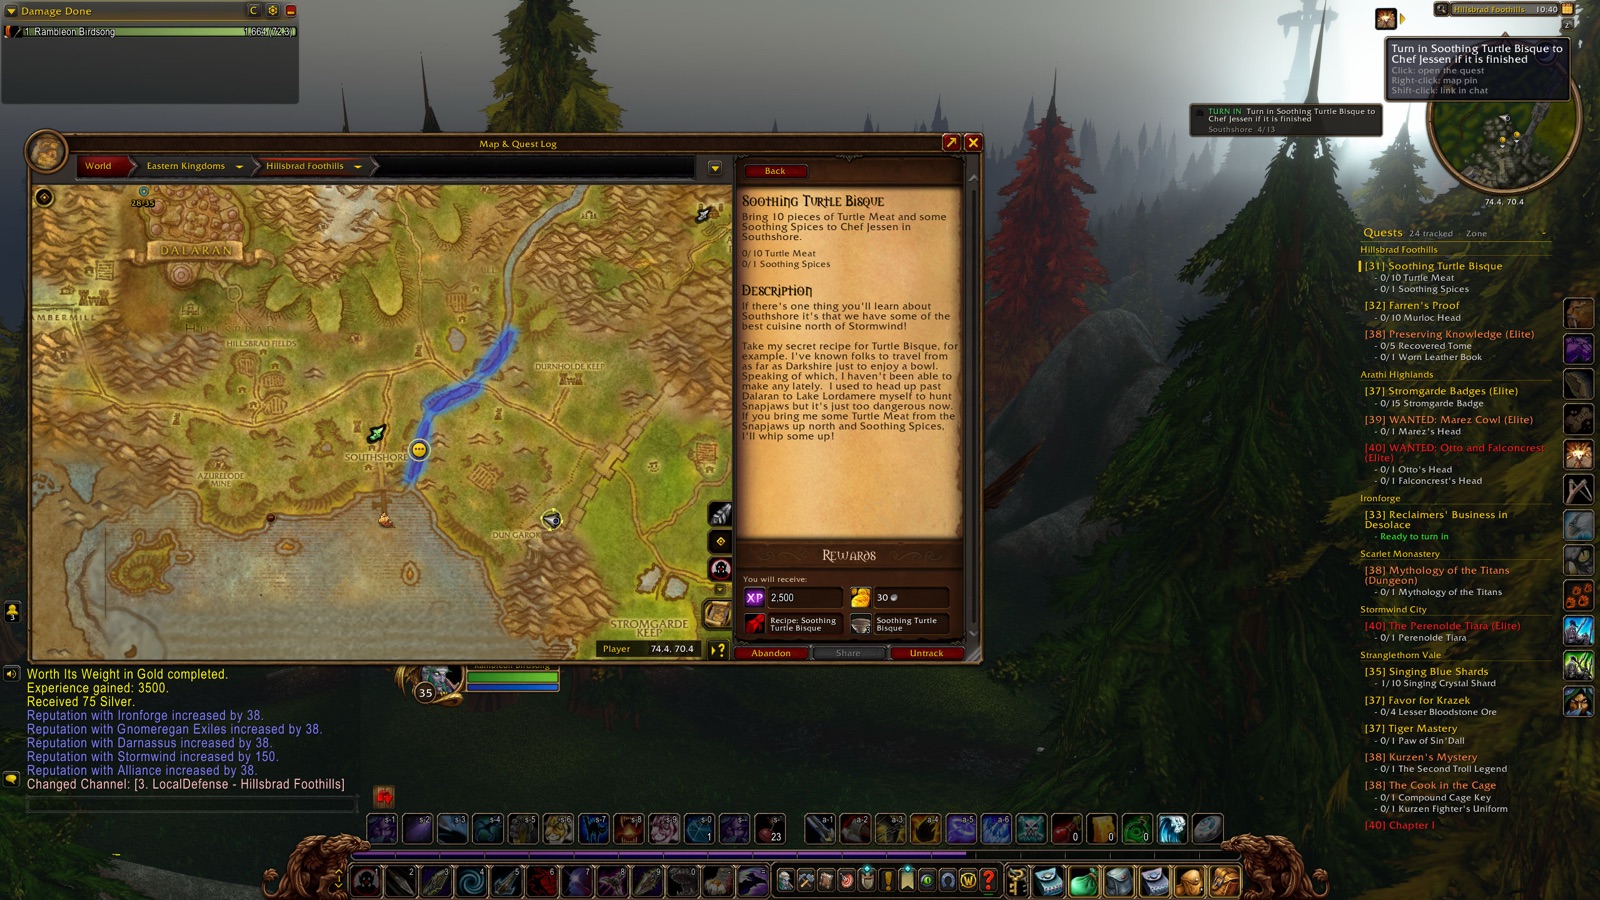 Damage Done
1. Rambleon Birdsong
1,664 (72.3)
Hillsbrad Foothills
10:40
Turn in Soothing Turtle Bisque to
Chef Jessen if it is finished
Click: open the quest
Right-click: map pin
Shift-click: link in chat
TURN IN Turn in Soothing Turtle Bisque to
Chef Jessen if it is finished
Southshore 4/13
74.4, 70.4
Map & Quest Log
World
Eastern Kingdoms
Hillsbrad Foothills
28-35
DALARAN
AMBERMILL
HILLSBRAD
HILLSBRAD FIELDS
DURNHOLDE KEEP
SOUTHSHORE
AZURELODE
MINE
DUN GAROK
STROMGARDE
KEEP
Player 74.4, 70.4
Back
Soothing Turtle Bisque
Bring 10 pieces of Turtle Meat and some
Soothing Spices to Chef Jessen in
Southshore.
0/10 Turtle Meat
0/1 Soothing Spices
Description
If there's one thing you'll learn about
Southshore it's that we have some of the
best cuisine north of Stormwind!
Take my secret recipe for Turtle Bisque, for
example. I've known folks to travel from
as far as Darkshire just to enjoy a bowl.
Speaking of which, I haven't been able to
make any lately. I used to head up past
Dalaran to Lake Lordamere myself to hunt
Snapjaws but it's just too dangerous now.
If you bring me some Turtle Meat from the
Snapjaws up north and Soothing Spices,
I'll whip some up!
Rewards
You will receive:
XP 2,500
30
Recipe: Soothing
Turtle Bisque
Soothing Turtle
Bisque
Abandon
Share
Untrack
Quests 24 tracked · Zone
Hillsbrad Foothills
[31] Soothing Turtle Bisque
- 0/10 Turtle Meat
- 0/1 Soothing Spices
[32] Farren's Proof
- 0/10 Murloc Head
[38] Preserving Knowledge (Elite)
- 0/5 Recovered Tome
- 0/1 Worn Leather Book
Arathi Highlands
[37] Stromgarde Badges (Elite)
- 0/15 Stromgarde Badge
[39] WANTED: Marez Cowl (Elite)
- 0/1 Marez's Head
[40] WANTED: Otto and Falconcrest
(Elite)
- 0/1 Otto's Head
- 0/1 Falconcrest's Head
Ironforge
[33] Reclaimers' Business in
Desolace
- Ready to turn in
Scarlet Monastery
[38] Mythology of the Titans
(Dungeon)
- 0/1 Mythology of the Titans
Stormwind City
[40] The Perenolde Tiara (Elite)
- 0/1 Perenolde Tiara
Stranglethorn Vale
[35] Singing Blue Shards
- 1/10 Singing Crystal Shard
[37] Favor for Krazek
- 0/4 Lesser Bloodstone Ore
[37] Tiger Mastery
- 0/1 Paw of Sin'Dall
[38] Kurzen's Mystery
- 0/1 The Second Troll Legend
[38] The Cook in the Cage
- 0/1 Compound Cage Key
- 0/1 Kurzen Fighter's Uniform
[40] Chapter I
3
Worth Its Weight in Gold completed.
Experience gained: 3500.
Received 75 Silver.
Reputation with Ironforge increased by 38.
Reputation with Gnomeregan Exiles increased by 38.
Reputation with Darnassus increased by 38.
Reputation with Stormwind increased by 150.
Reputation with Alliance increased by 38.
Changed Channel: [3. LocalDefense - Hillsbrad Foothills]
Rambleon Birdsong
35